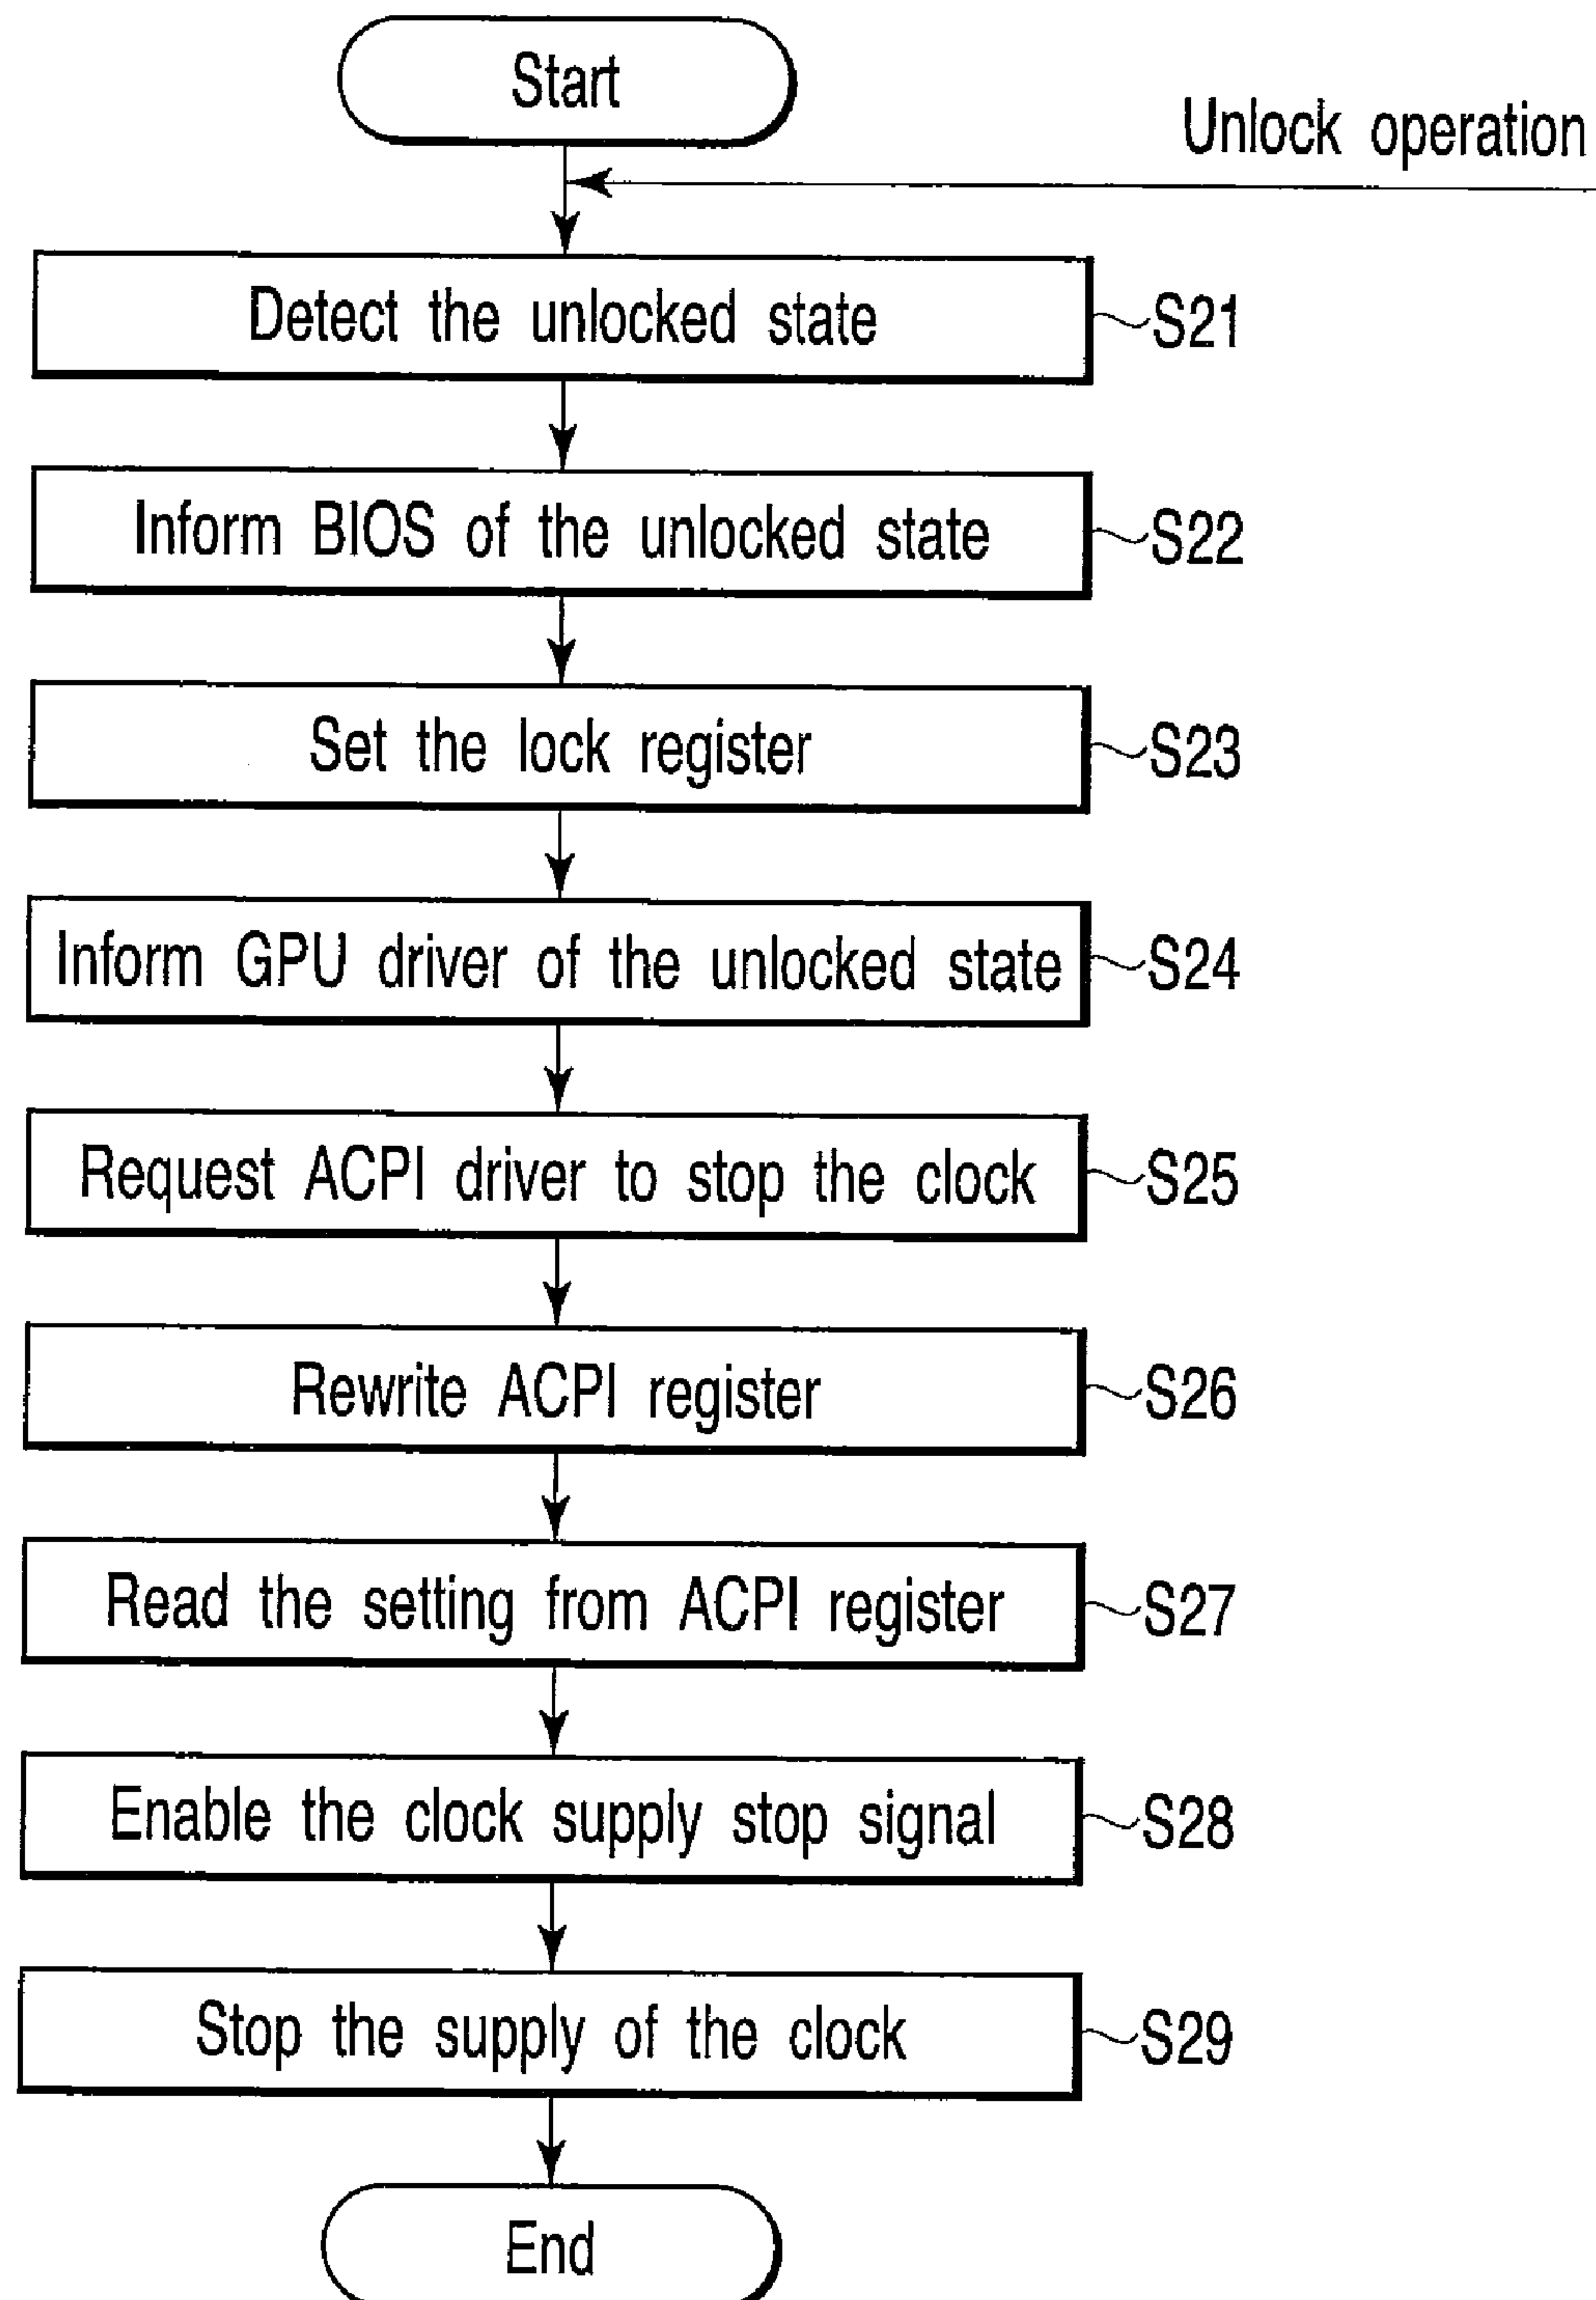 Start
Unlock operation
Detect the unlocked state
S21
Inform BIOS of the unlocked state
S22
Set the lock register
S23
Inform GPU driver of the unlocked state
S24
Request ACPI driver to stop the clock
S25
Rewrite ACPI register
S26
Read the setting from ACPI register
S27
Enable the clock supply stop signal
S28
Stop the supply of the clock
S29
End